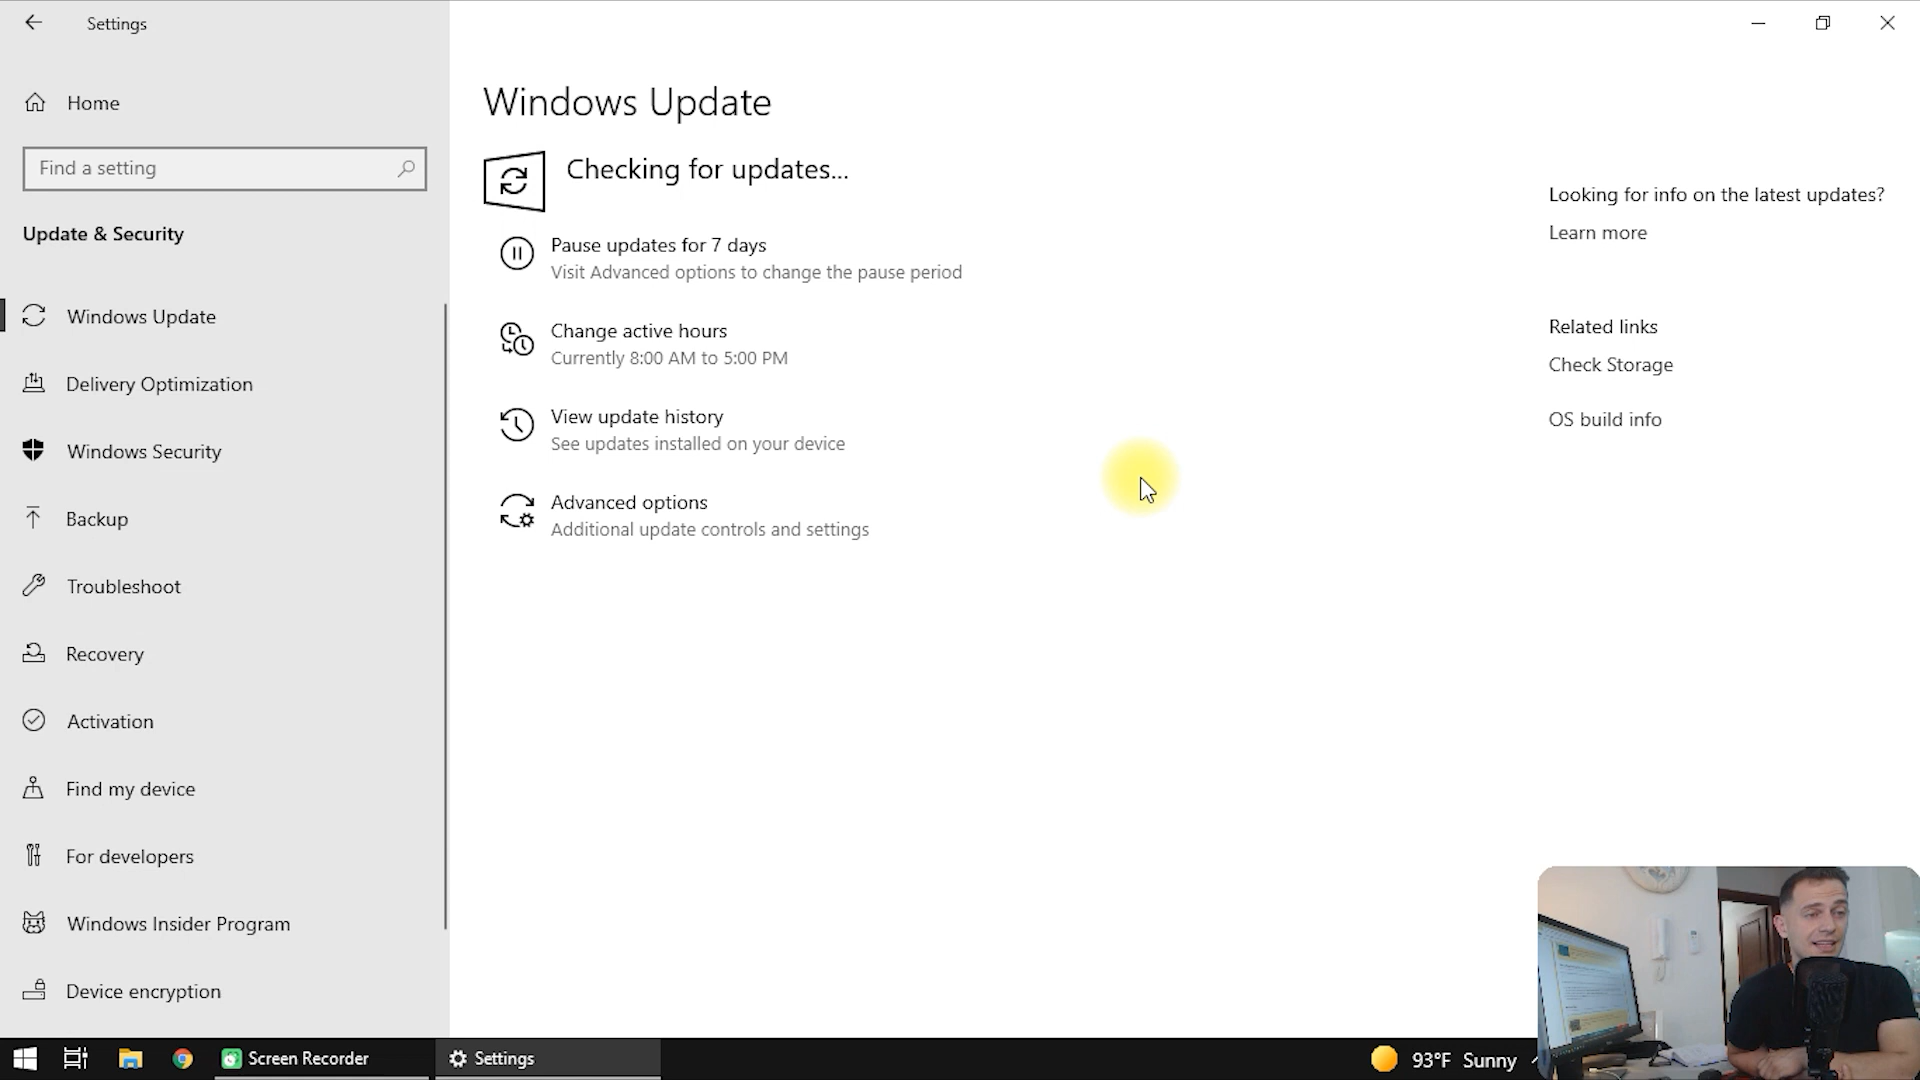 Settings
Home
Find a setting
Update & Security
Windows Update
Delivery Optimization
Windows Security
Backup
Troubleshoot
Recovery
Activation
Find my device
For developers
Windows Insider Program
Device encryption
Windows Update
Checking for updates...
Pause updates for 7 days
Visit Advanced options to change the pause period
Change active hours
Currently 8:00 AM to 5:00 PM
View update history
See updates installed on your device
Advanced options
Additional update controls and settings
Looking for info on the latest updates?
Learn more
Related links
Check Storage
OS build info
Screen Recorder
Settings
93°F Sunny